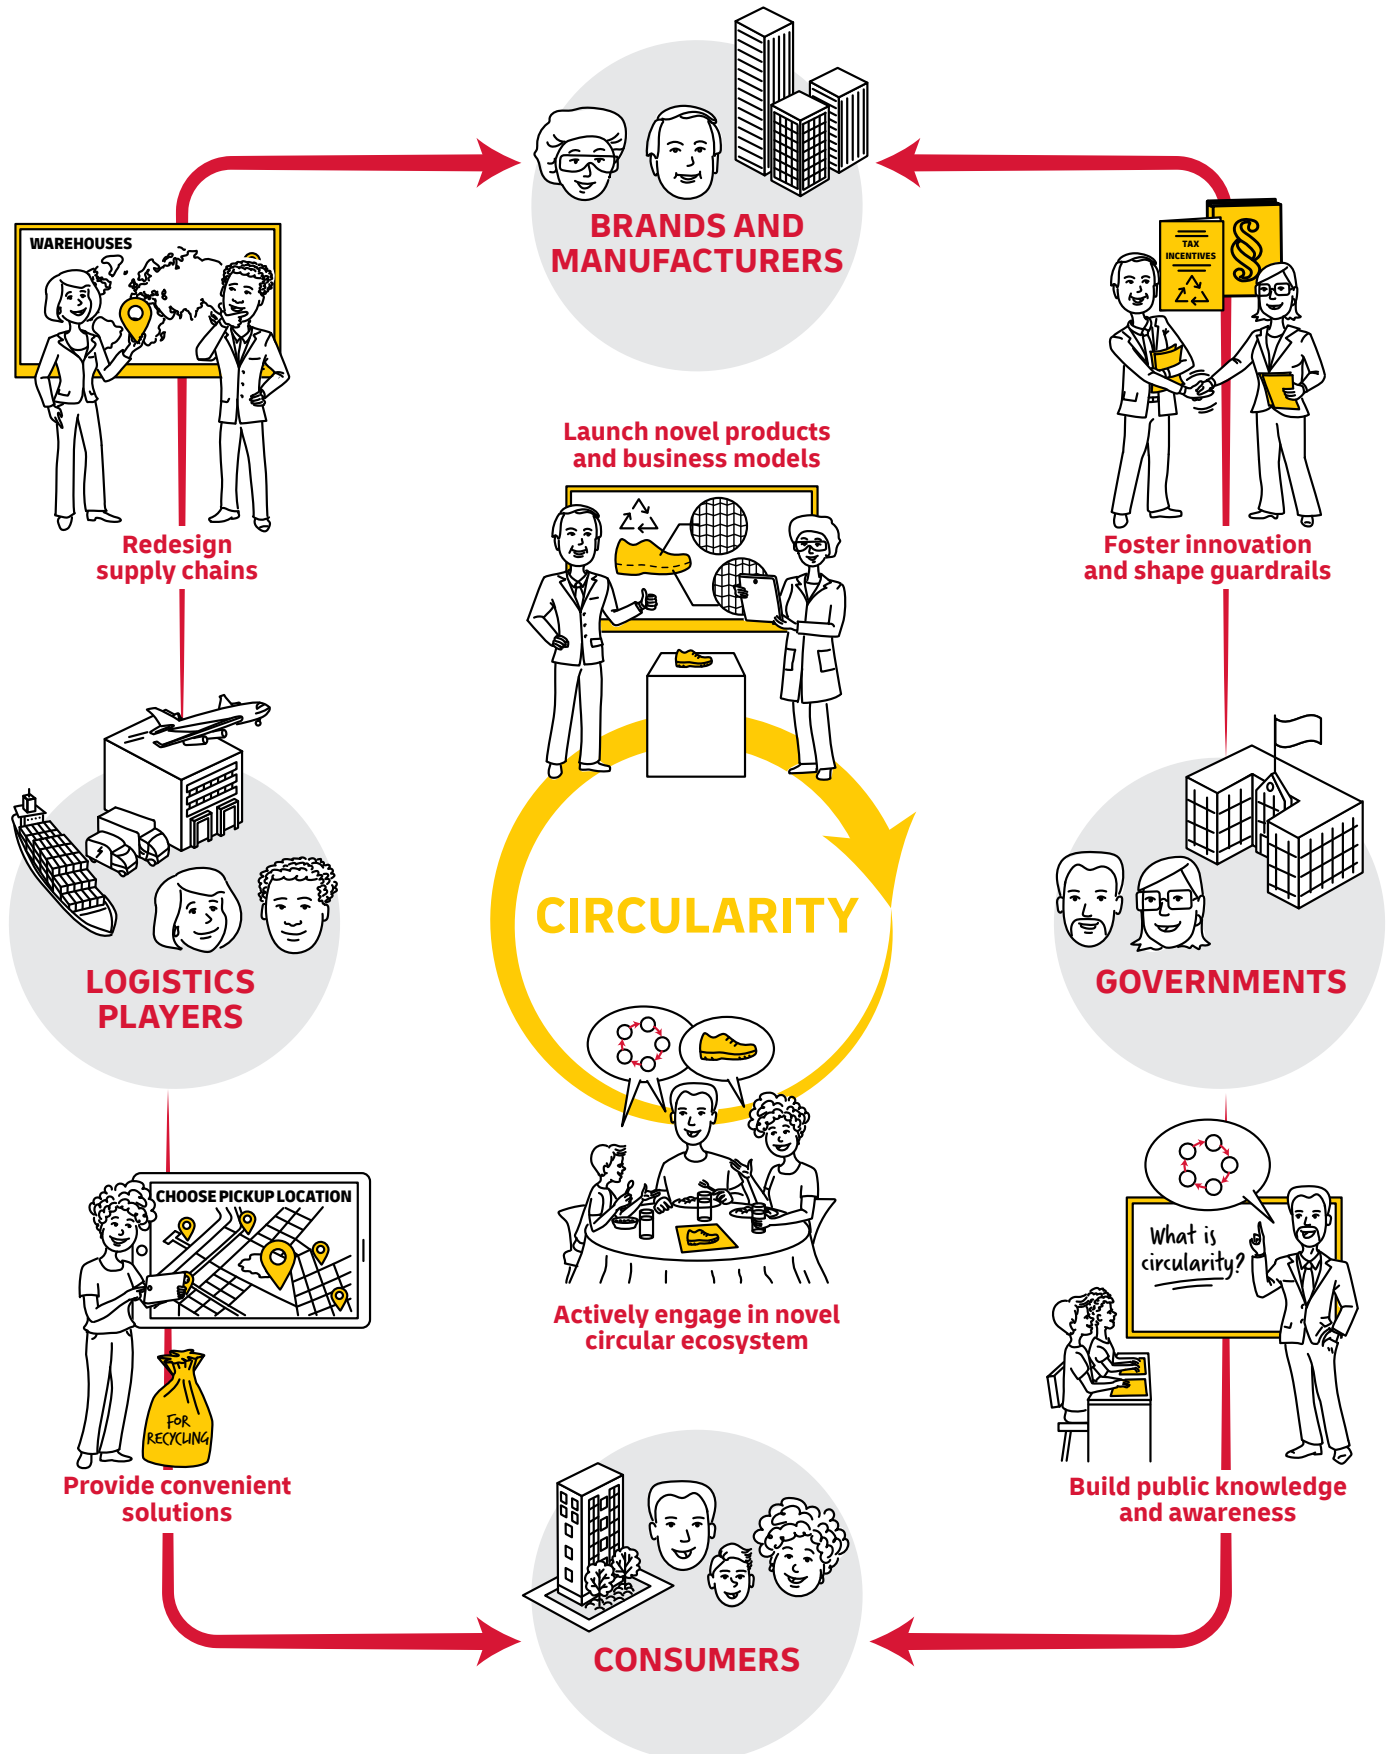 BRANDS AND
MANUFACTURERS
WAREHOUSES
TAX
INCENTIVES
§
Launch novel products
and business models
Redesign
supply chains
Foster innovation
and shape guardrails
CIRCULARITY
LOGISTICS
PLAYERS
GOVERNMENTS
CHOOSE PICKUP LOCATION
FOR
RECYCLING
Provide convenient
solutions
Actively engage in novel
circular ecosystem
What is
circularity?
Build public knowledge
and awareness
CONSUMERS